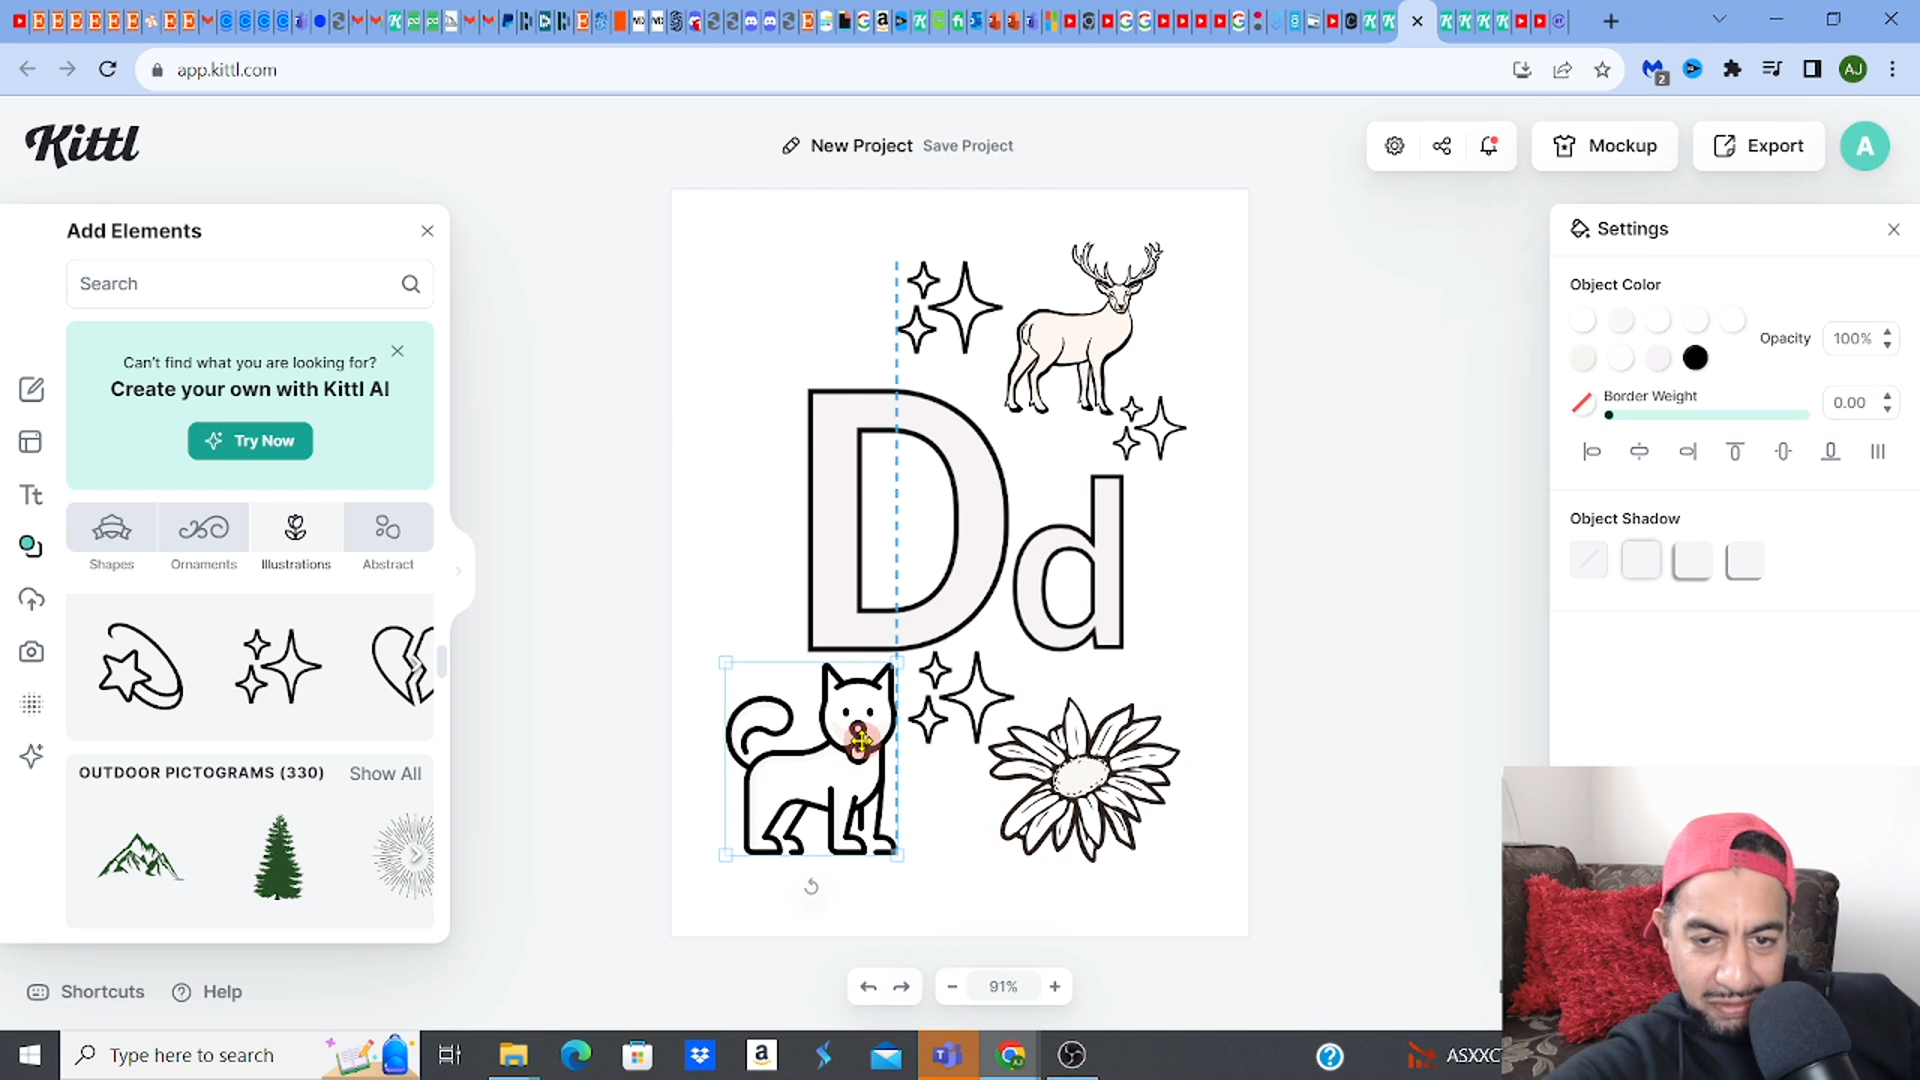 app.kittl.com
2
AJ
Kittl
New Project
Save Project
Mockup
Export
A
Add Elements
Search
Can't find what you are looking for?
Create your own with Kittl AI
Try Now
Shapes
Ornaments
Illustrations
Abstract
OUTDOOR PICTOGRAMS (330)
Show All
Tt
Dd
Settings
Object Color
Opacity
100%
Border Weight
0.00
Object Shadow
Shortcuts
Help
91%
Type here to search
ASXXC